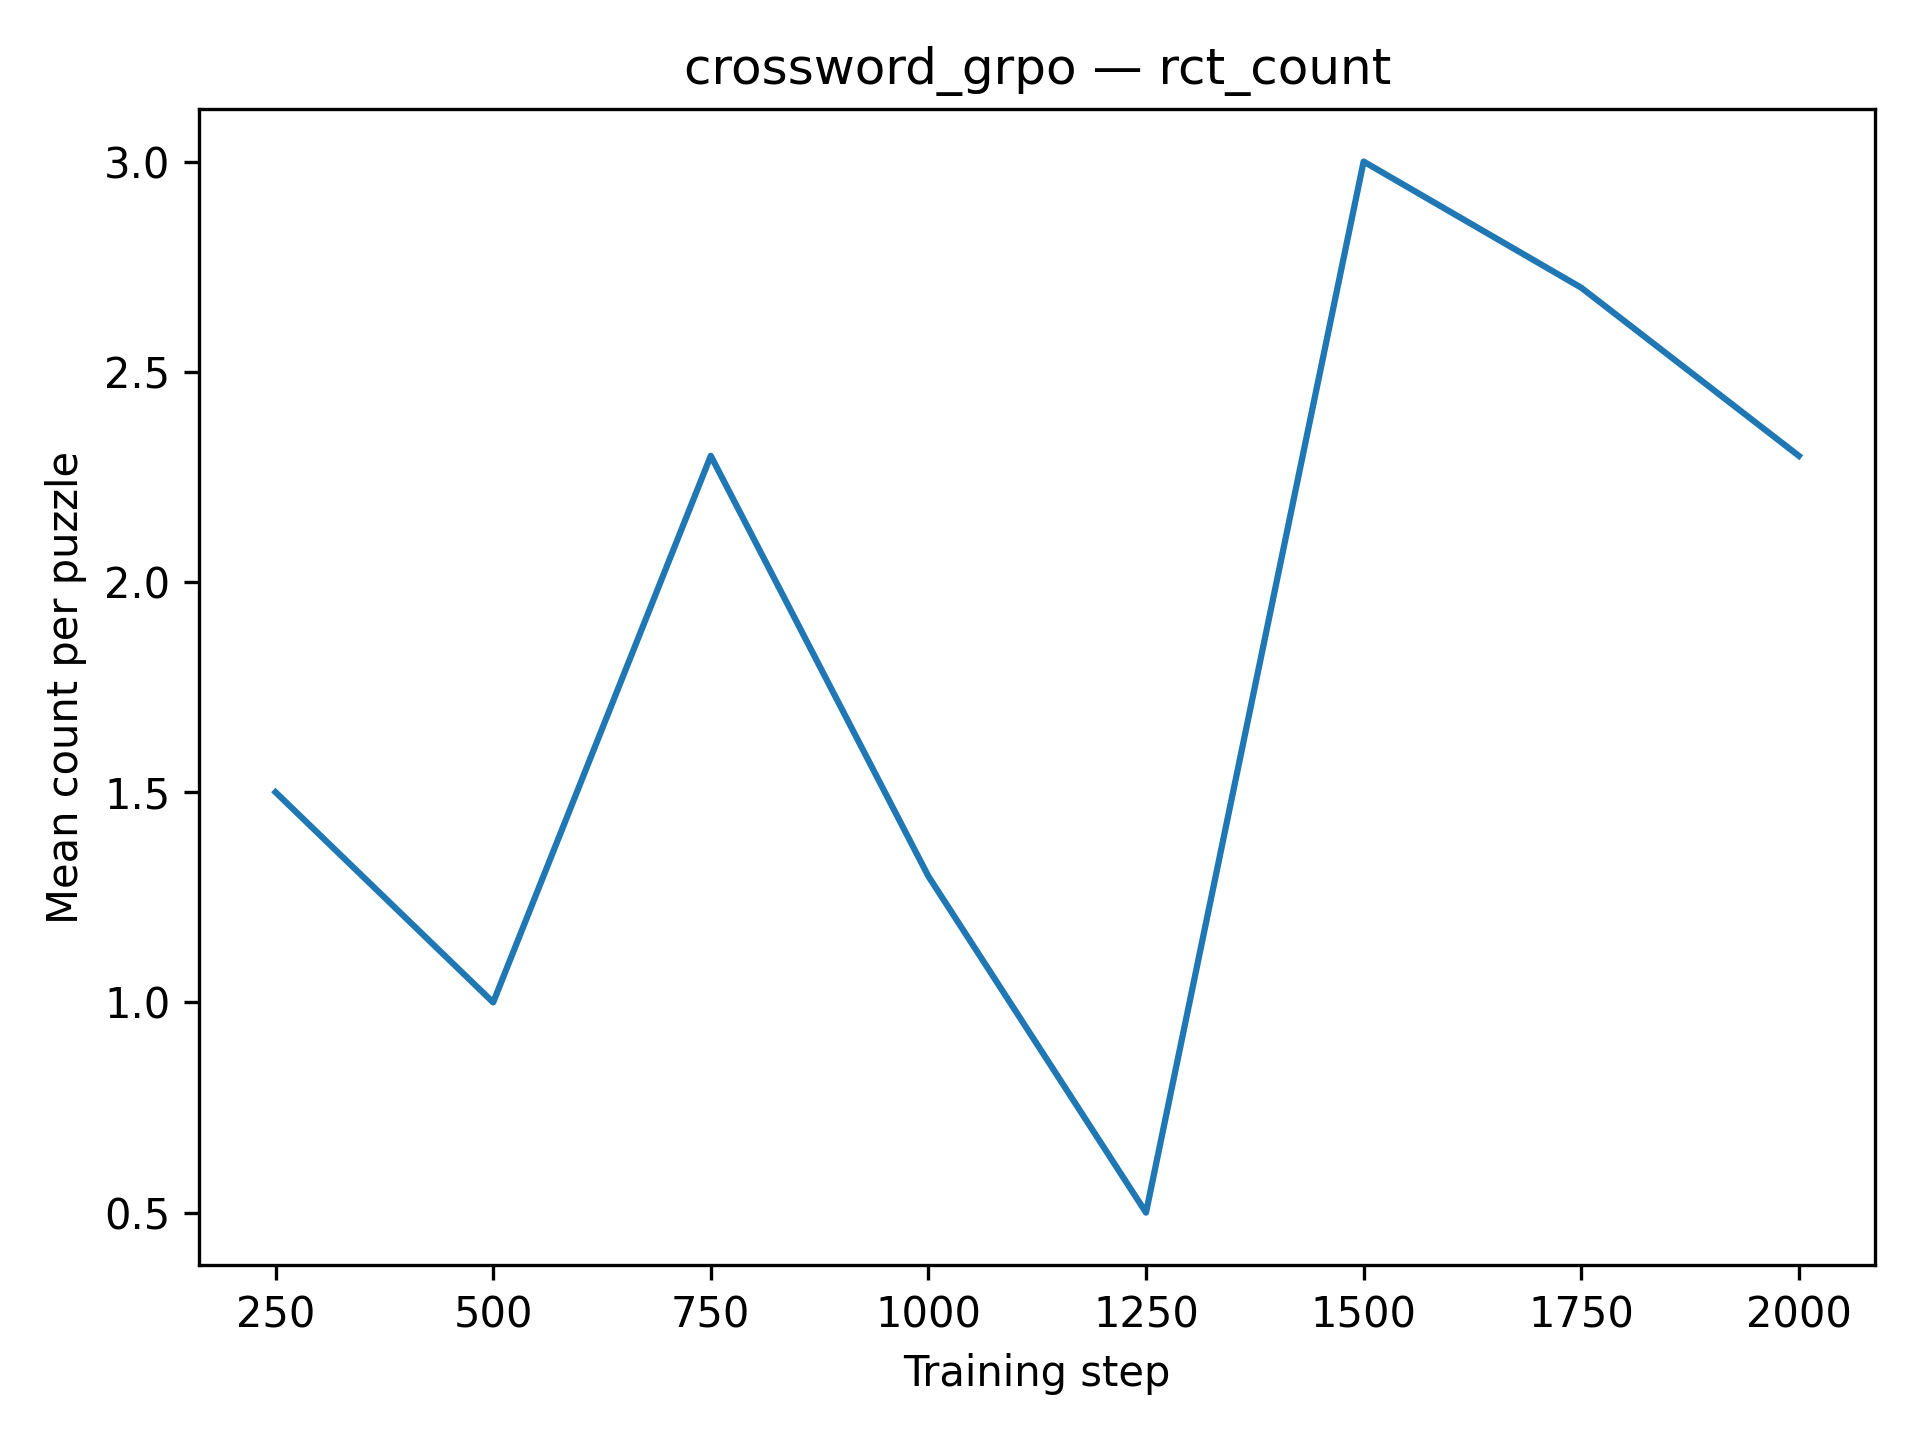 crossword_grpo — rct_count
Mean count per puzzle
3.0
2.5
2.0
1.5
1.0
0.5
250 500 750 1000 1250 1500 1750 2000
Training step